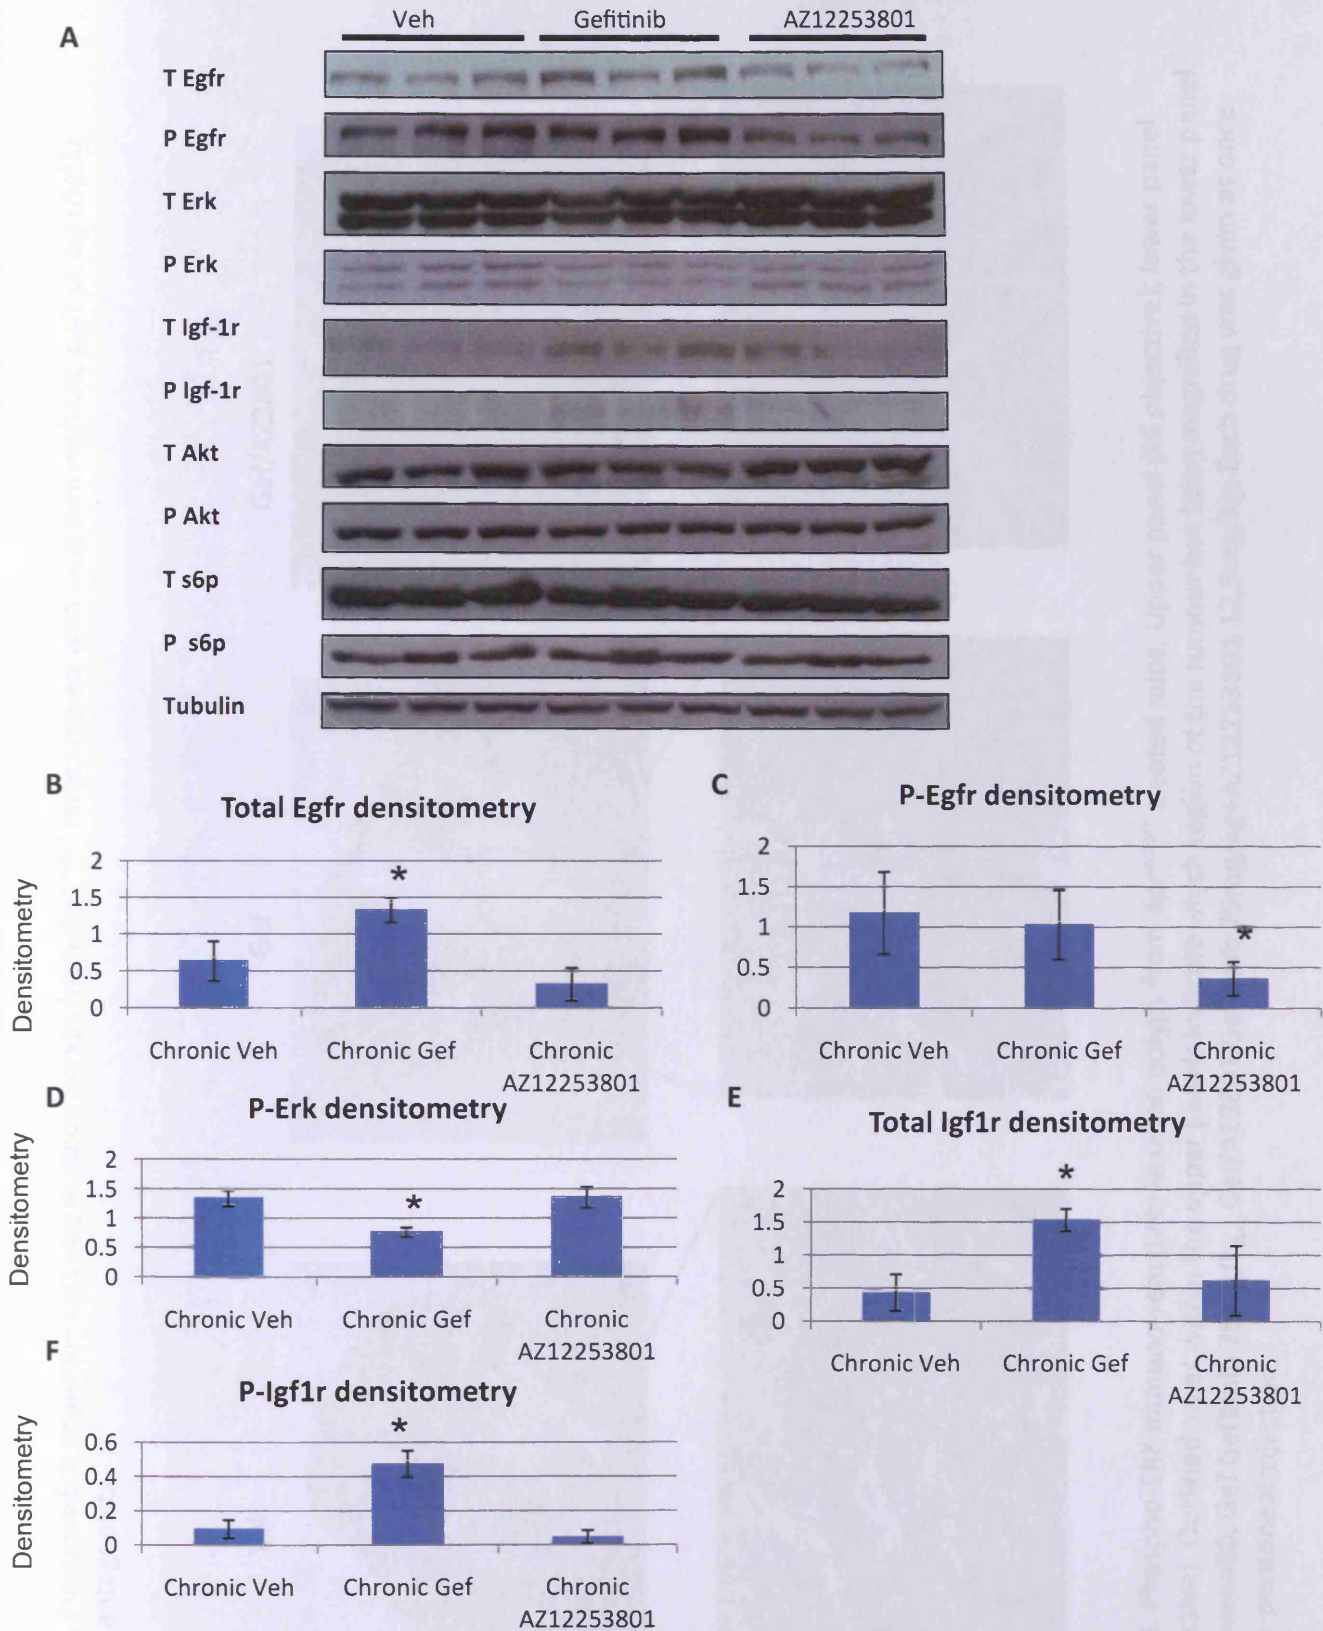 A
Veh Gefitinib AZ12253801
T Egfr
P Egfr
T Erk
P Erk
T Igf-1r
P Igf-1r
T Akt
P Akt
T s6p
P s6p
Tubulin
B
Total Egfr densitometry
Densitometry
2
1.5
1
0.5
0
*
Chronic Veh Chronic Gef Chronic
AZ12253801
C
P-Egfr densitometry
2
1.5
1
0.5
0
*
Chronic Veh Chronic Gef Chronic
AZ12253801
D
P-Erk densitometry
Densitometry
2
1.5
1
0.5
0
*
Chronic Veh Chronic Gef Chronic
AZ12253801
E
Total Igf1r densitometry
2
1.5
1
0.5
0
*
Chronic Veh Chronic Gef Chronic
AZ12253801
F
P-Igf1r densitometry
Densitometry
0.6
0.4
0.2
0
*
Chronic Veh Chronic Gef Chronic
AZ12253801